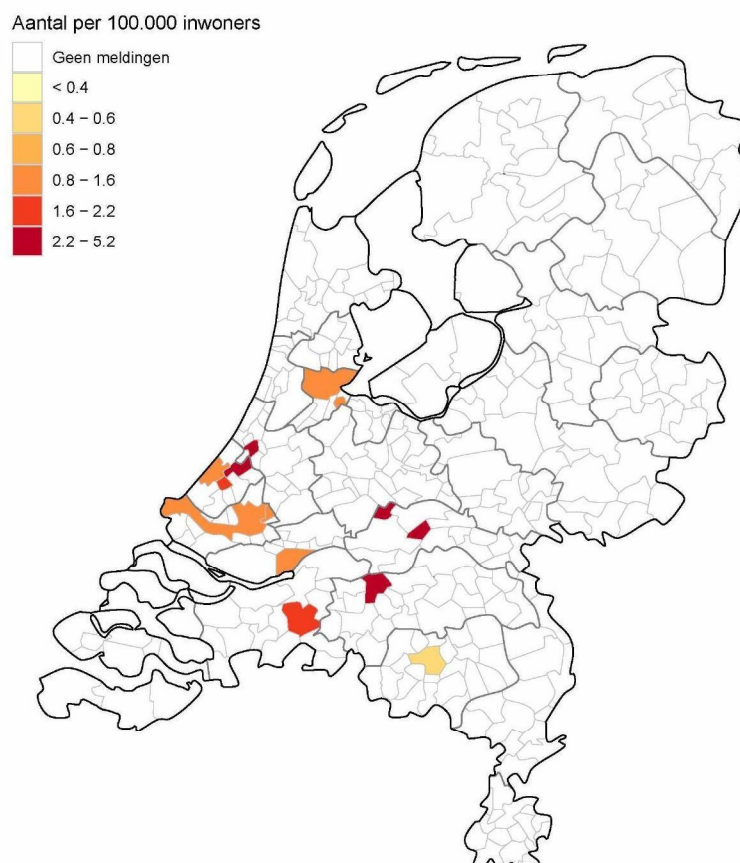 Aantal per 100.000 inwoners
Geen meldingen
< 0.4
0.4 − 0.6
0.6 − 0.8
0.8 − 1.6
1.6 − 2.2
2.2 − 5.2